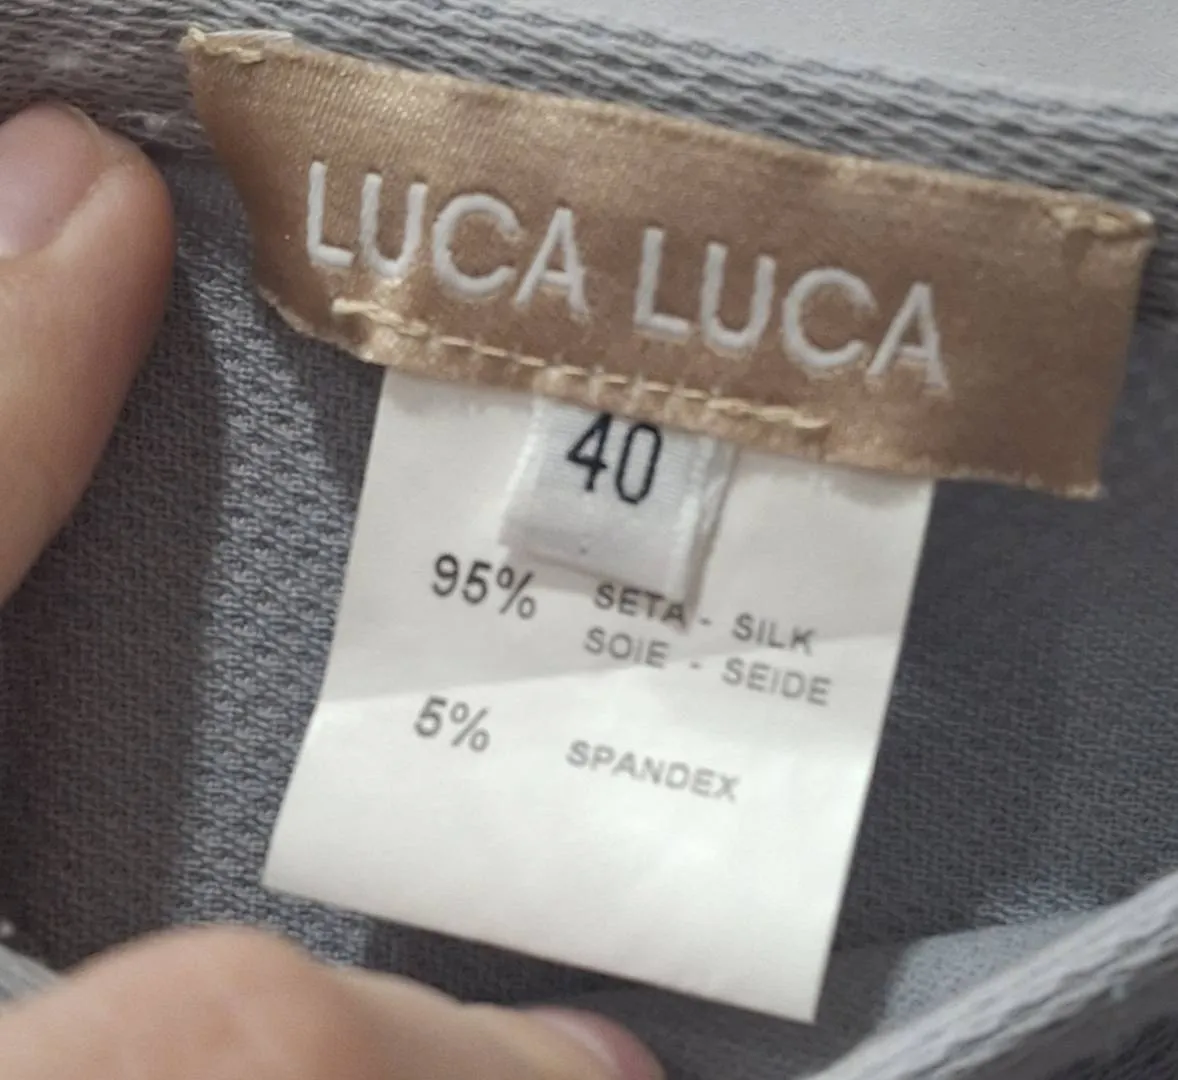 LUCA LUCA
40
95% SETA - SILK
SOIE - SEIDE
5% SPANDEX